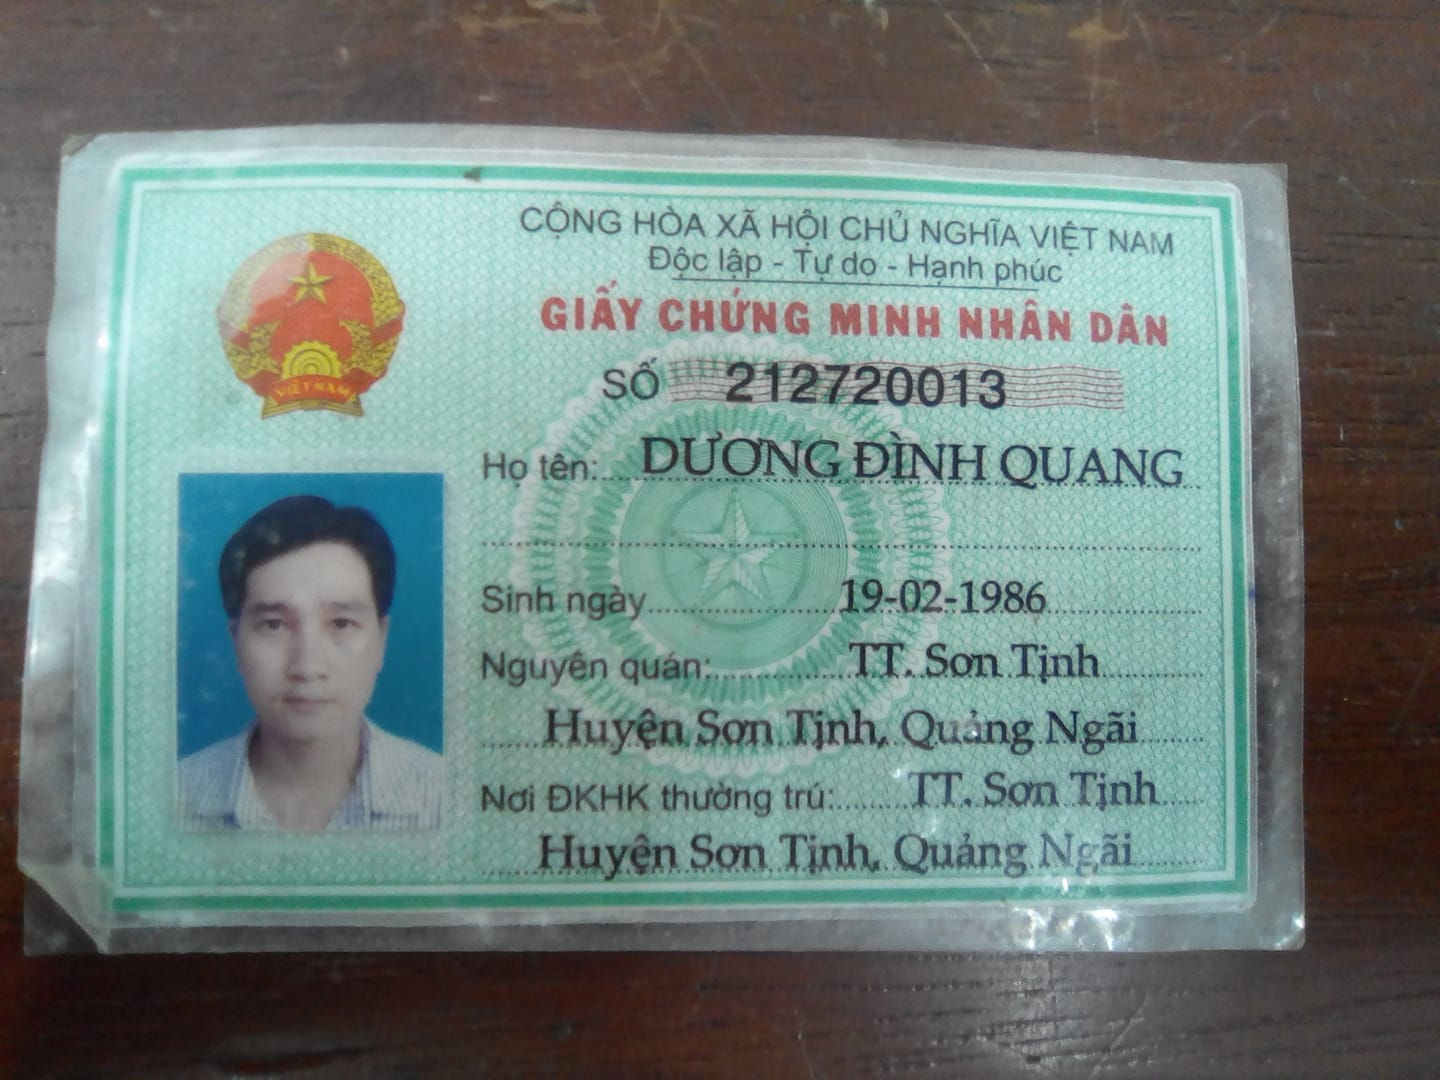 CỘNG HÒA XÃ HỘI CHỦ NGHĨA VIỆT NAM
Độc lập - Tự do - Hạnh phúc
GIẤY CHỨNG MINH NHÂN DÂN
SỐ 212720013
VIỆT NAM
Họ tên: DƯƠNG ĐÌNH QUANG
Sinh ngày 19-02-1986
Nguyên quán: TT. Sơn Tịnh
Huyện Sơn Tịnh, Quảng Ngãi
Nơi ĐKHK thường trú: TT. Sơn Tịnh
Huyện Sơn Tịnh, Quảng Ngãi